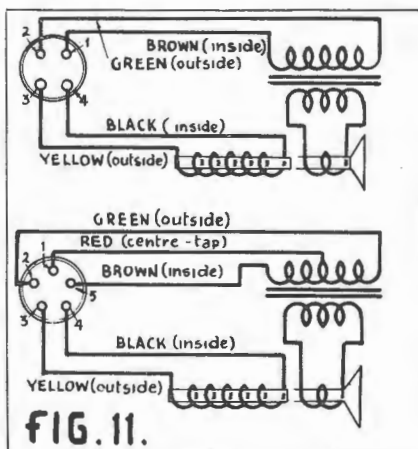 2 1
BROWN (inside)
GREEN (outside)
3 4
BLACK (inside)
YELLOW (outside)
GREEN (outside)
1 RED (centre-tap)
2
BROWN (inside)
5
3 4
BLACK (inside)
YELLOW (outside)
FIG. 11.